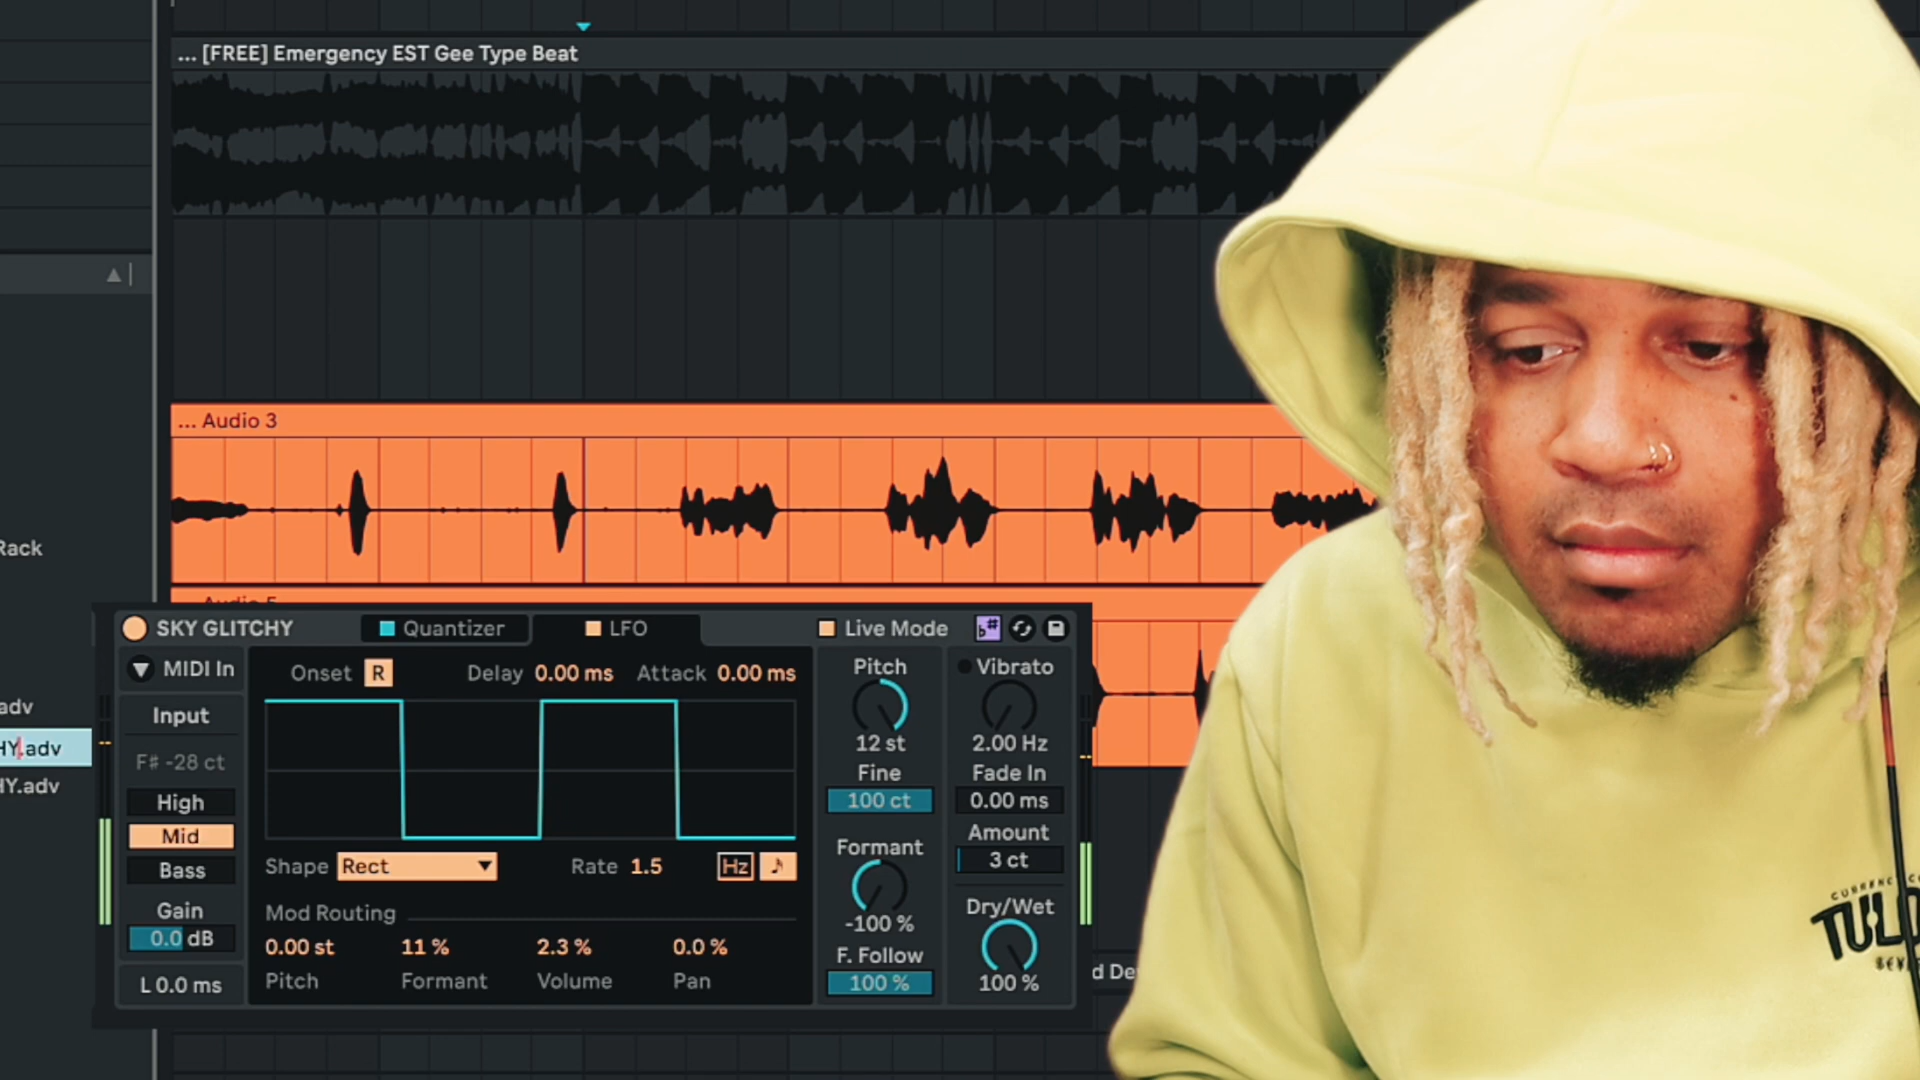 ... [FREE] Emergency EST Gee Type Beat
... Audio 3
Rack
Audio 5
SKY GLITCHY
Quantizer
LFO
Live Mode
b#
MIDI In
Onset R
Delay 0.00 ms
Attack 0.00 ms
Pitch
Vibrato
Input
adv
12 st
2.00 Hz
HY.adv
F# -28 ct
Fine
Fade In
100 ct
0.00 ms
HY.adv
High
Mid
Amount
Bass
Shape Rect
Rate 1.5
Hz
Formant
3 ct
Gain
Mod Routing
-100 %
Dry/Wet
0.0 dB
0.00 st
11 %
2.3 %
0.0 %
F. Follow
L 0.0 ms
Pitch
Formant
Volume
Pan
100 %
100 %
d De